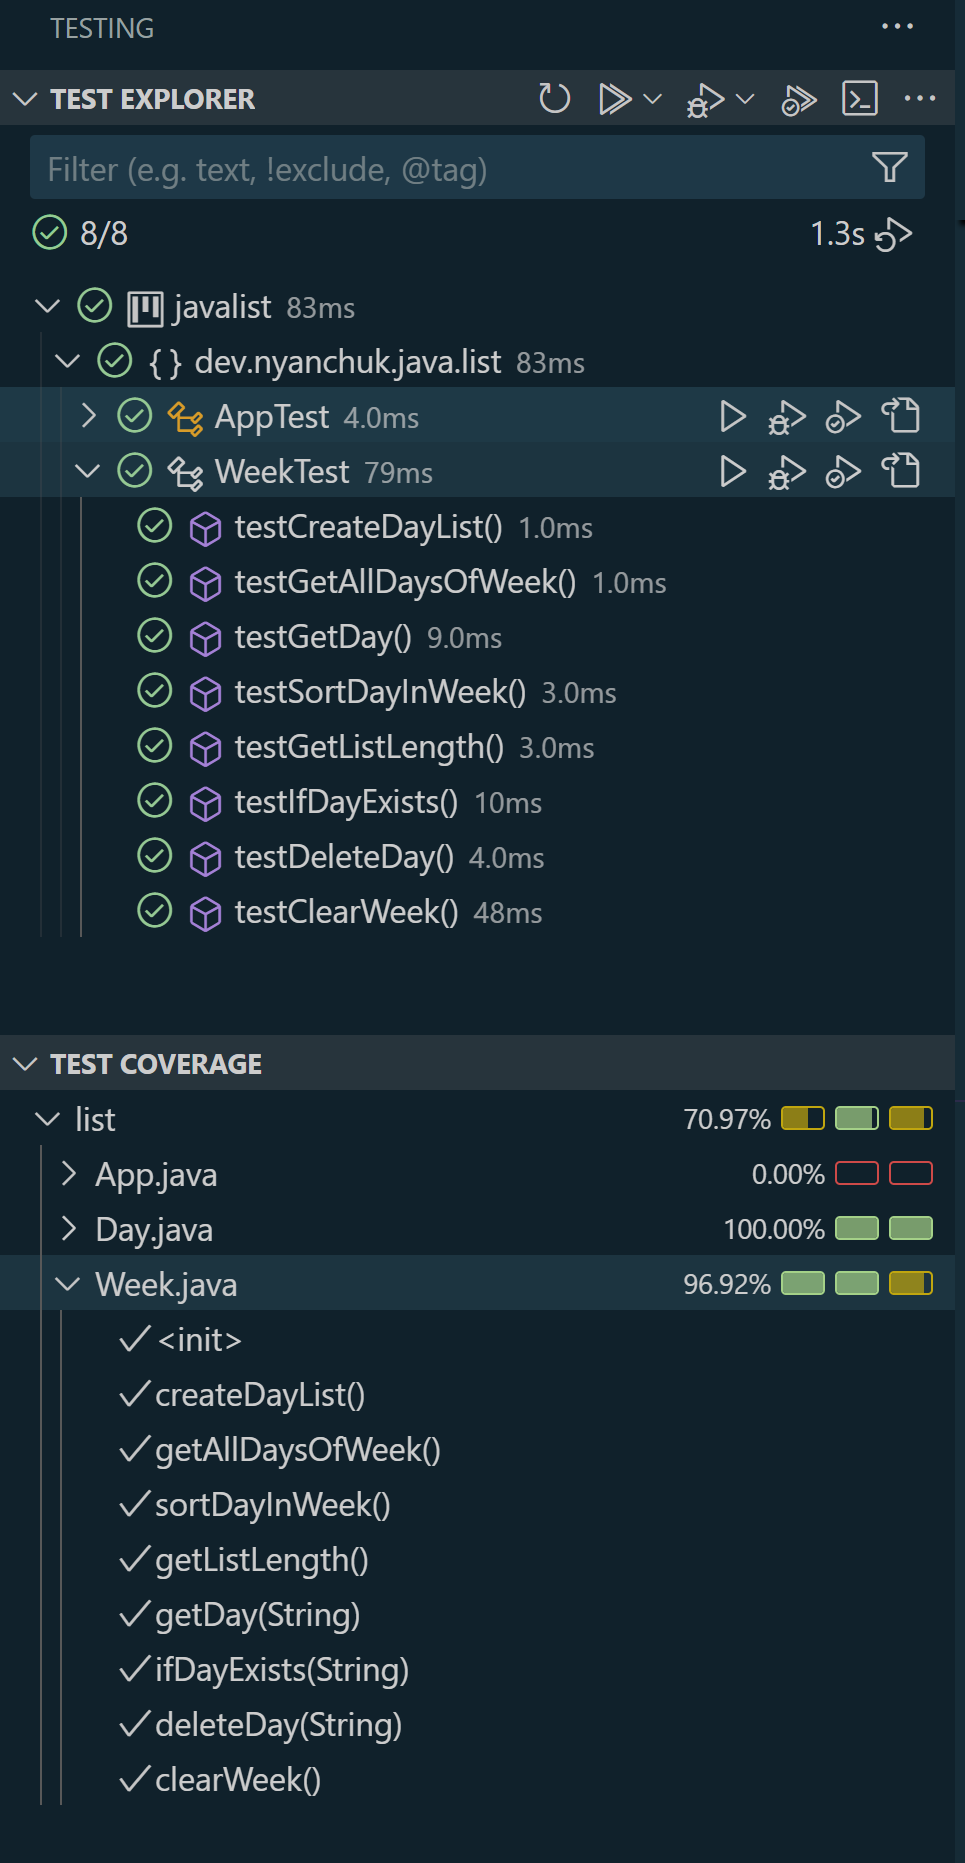 TESTING
TEST EXPLORER
Filter (e.g. text, !exclude, @tag)
8/8 1.3s
javalist 83ms
{} dev.nyanchuk.java.list 83ms
AppTest 4.0ms
WeekTest 79ms
testCreateDayList() 1.0ms
testGetAllDaysOfWeek() 1.0ms
testGetDay() 9.0ms
testSortDayInWeek() 3.0ms
testGetListLength() 3.0ms
testIfDayExists() 10ms
testDeleteDay() 4.0ms
testClearWeek() 48ms
TEST COVERAGE
list 70.97%
App.java 0.00%
Day.java 100.00%
Week.java 96.92%
<init>
createDayList()
getAllDaysOfWeek()
sortDayInWeek()
getListLength()
getDay(String)
ifDayExists(String)
deleteDay(String)
clearWeek()